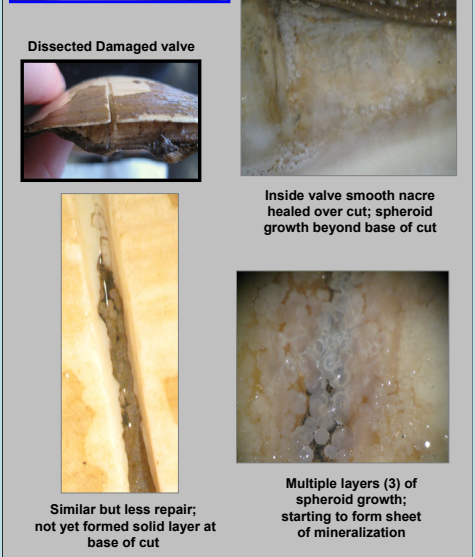 Dissected Damaged valve
Inside valve smooth nacre
healed over cut; spheroid
growth beyond base of cut
Similar but less repair;
not yet formed solid layer at
base of cut
Multiple layers (3) of
spheroid growth;
starting to form sheet
of mineralization